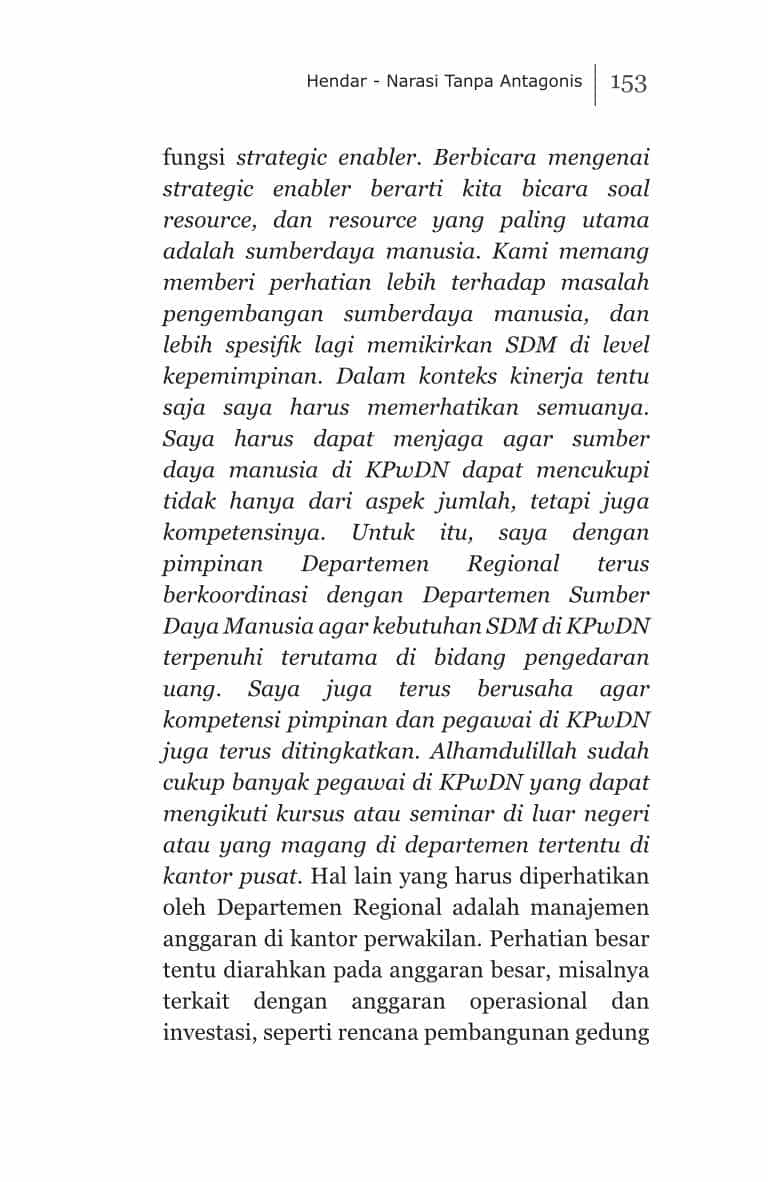 Hendar - Narasi Tanpa Antagonis 153
fungsi strategic enabler. Berbicara mengenai
strategic enabler berarti kita bicara soal
resource, dan resource yang paling utama
adalah sumberdaya manusia. Kami memang
memberi perhatian lebih terhadap masalah
pengembangan sumberdaya manusia, dan
lebih spesifik lagi memikirkan SDM di level
kepemimpinan. Dalam konteks kinerja tentu
saja saya harus memerhatikan semuanya.
Saya harus dapat menjaga agar sumber
daya manusia di KPwDN dapat mencukupi
tidak hanya dari aspek jumlah, tetapi juga
kompetensinya. Untuk itu, saya dengan
pimpinan Departemen Regional terus
berkoordinasi dengan Departemen Sumber
Daya Manusia agar kebutuhan SDM di KPwDN
terpenuhi terutama di bidang pengedaran
uang. Saya juga terus berusaha agar
kompetensi pimpinan dan pegawai di KPwDN
juga terus ditingkatkan. Alhamdulillah sudah
cukup banyak pegawai di KPwDN yang dapat
mengikuti kursus atau seminar di luar negeri
atau yang magang di departemen tertentu di
kantor pusat. Hal lain yang harus diperhatikan
oleh Departemen Regional adalah manajemen
anggaran di kantor perwakilan. Perhatian besar
tentu diarahkan pada anggaran besar, misalnya
terkait dengan anggaran operasional dan
investasi, seperti rencana pembangunan gedung